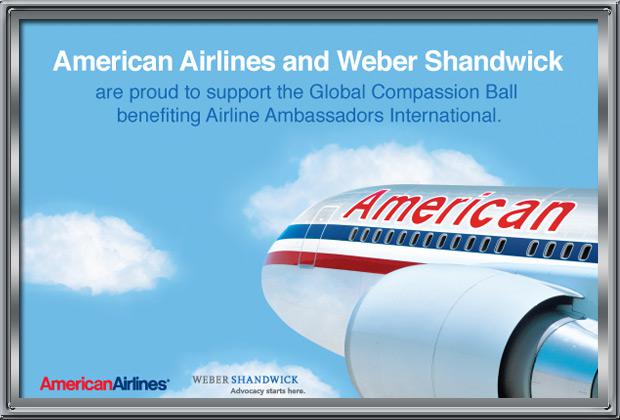 American Airlines and Weber Shandwick
are proud to support the Global Compassion Ball
benefiting Airline Ambassadors International.
American
AmericanAirlines®
WEBER SHANDWICK
Advocacy starts here.